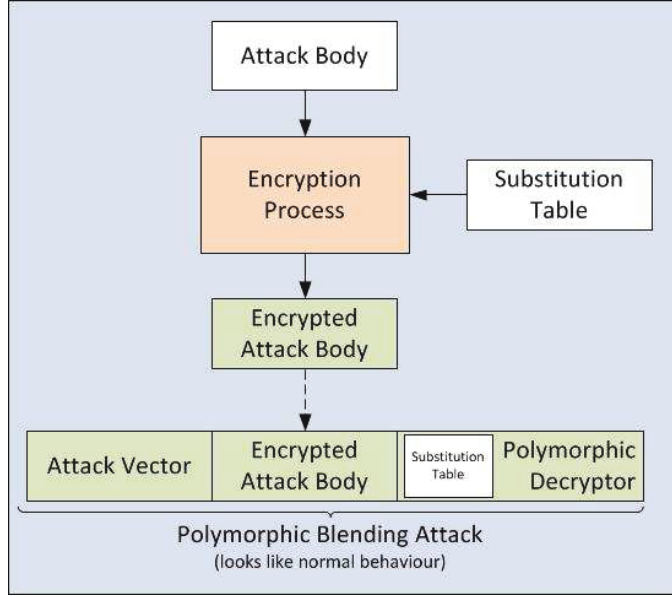 Attack Body
Encryption
Process
Substitution
Table
Encrypted
Attack Body
Attack Vector
Encrypted
Attack Body
Substitution
Table
Polymorphic
Decryptor
Polymorphic Blending Attack
(looks like normal behaviour)